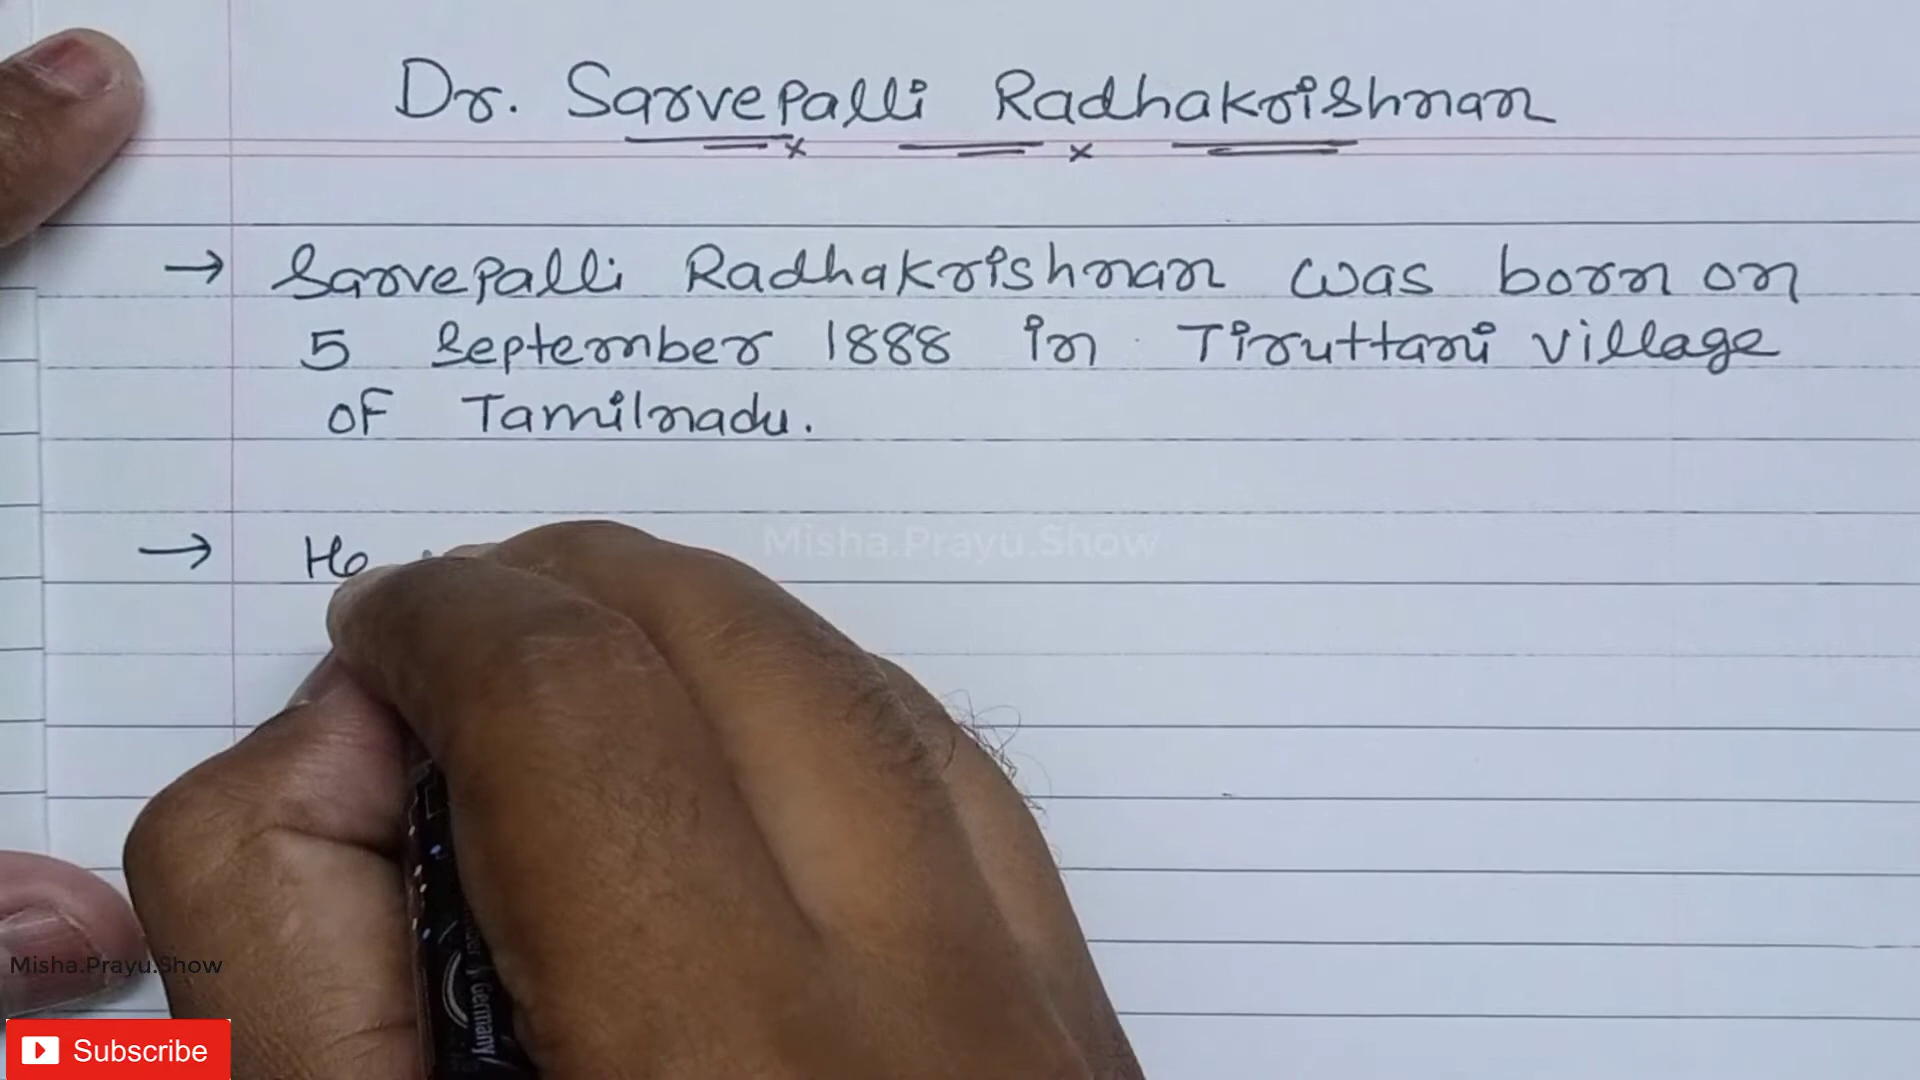 Dr. Sarvepalli Radhakrishnan
→ Sarvepalli Radhakrishnan was born on
5 September 1888 in Tiruttani village
of Tamilnadu.
Misha.Prayu.Show
→ He
Misha.Prayu.Show
Germany
Subscribe